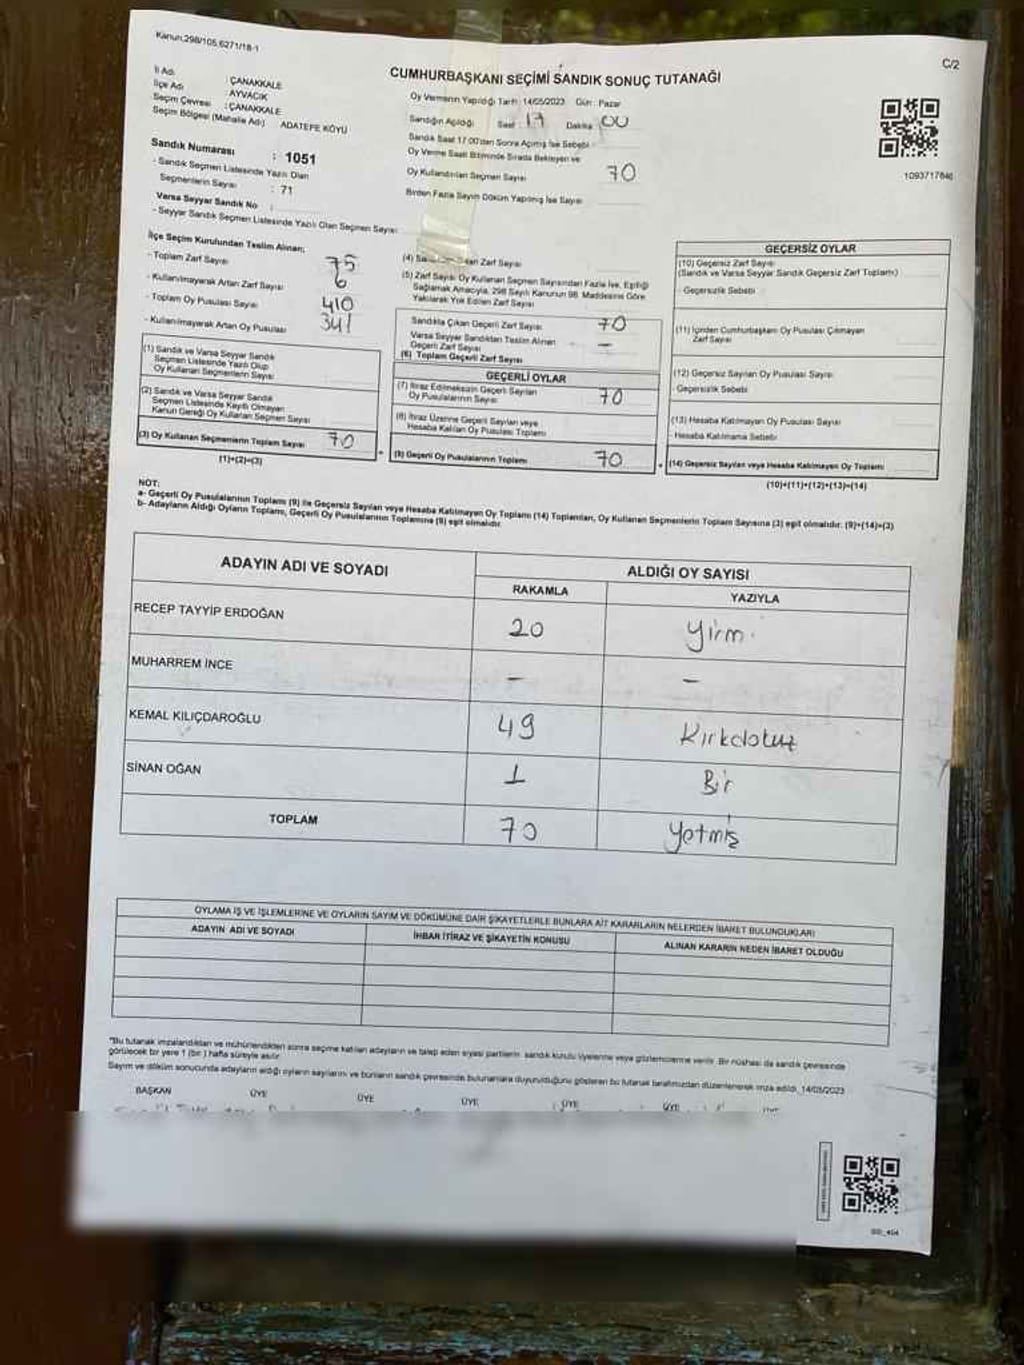 Kanun,298/105,6271/18-1
C/2
CUMHURBAŞKANI SEÇİMİ SANDIK SONUÇ TUTANAĞI
İl Adı : ÇANAKKALE
İlçe Adı : AYVACIK
Seçim Çevresi : ÇANAKKALE
Seçim Bölgesi (Mahalle Adı) ADATEPE KÖYÜ
Sandık Numarası : 1051
- Sandık Seçmen Listesinde Yazılı Olan
Seçmenlerin Sayısı : 71
Varsa Seyyar Sandık No :
- Seyyar Sandık Seçmen Listesinde Yazılı Olan Seçmen Sayısı
Oy Vermenin Yapıldığı Tarih: 14/05/2023 Gün: Pazar
Sandığın Açıldığı Saat : 17 Dakika 00
Sandık Saat 17:00'den Sonra Açılmış İse Sebebi
Oy Verme Saati Bitiminde Sırada Bekleyen ve
Oy Kullandırılan Seçmen Sayısı 70
Birden Fazla Sayım Döküm Yapılmış İse Sayısı
1093717846
İlçe Seçim Kurulundan Teslim Alınan;
- Toplam Zarf Sayısı 75
- Kullanılmayarak Artan Zarf Sayısı 6
- Toplam Oy Pusulası Sayısı 410
- Kullanılmayarak Artan Oy Pusulası 341
(1) Sandık ve Varsa Seyyar Sandık
Seçmen Listesinde Yazılı Olup
Oy Kullanan Seçmenlerin Sayısı
(2) Sandık ve Varsa Seyyar Sandık
Seçmen Listesinde Kayıtlı Olmayan
Kanun Gereği Oy Kullanan Seçmen Sayısı
(3) Oy Kullanan Seçmenlerin Toplam Sayısı 70
(1)+(2)=(3)
(4) Zarf Sayısı
(5) Zarf Sayısı Oy Kullanan Seçmen Sayısından Fazla İse, Eşitliği
Sağlamak Amacıyla, 298 Sayılı Kanunun 98. Maddesine Göre
Yakılarak Yok Edilen Zarf Sayısı
Sandıkta Çıkan Geçerli Zarf Sayısı 70
Varsa Seyyar Sandıktan Teslim Alınan
Geçerli Zarf Sayısı -
(6) Toplam Geçerli Zarf Sayısı
GEÇERLİ OYLAR
(7) İtiraz Edilmeksizin Geçerli Sayılan
Oy Pusulalarının Sayısı 70
(8) İtiraz Üzerine Geçerli Sayılan veya
Hesaba Katılan Oy Pusulası Toplamı
(9) Geçerli Oy Pusulalarının Toplamı 70
GEÇERSİZ OYLAR
(10) Geçersiz Zarf Sayısı
(Sandık ve Varsa Seyyar Sandık Geçersiz Zarf Toplamı)
- Geçersizlik Sebebi
(11) İçinden Cumhurbaşkanı Oy Pusulası Çıkmayan
Zarf Sayısı
(12) Geçersiz Sayılan Oy Pusulası Sayısı
- Geçersizlik Sebebi
(13) Hesaba Katılmayan Oy Pusulası Sayısı
- Hesaba Katılmama Sebebi
(14) Geçersiz Sayılan veya Hesaba Katılmayan Oy Toplamı
(10)+(11)+(12)+(13)=(14)
NOT:
a- Geçerli Oy Pusulalarının Toplamı (9) ile Geçersiz Sayılan veya Hesaba Katılmayan Oy Toplamı (14) Toplamları, Oy Kullanan Seçmenlerin Toplam Sayısına (3) eşit olmalıdır. (9)+(14)=(3)
b- Adayların Aldığı Oyların Toplamı, Geçerli Oy Pusulalarının Toplamına (9) eşit olmalıdır.
ADAYIN ADI VE SOYADI ALDIĞI OY SAYISI
RAKAMLA YAZIYLA
RECEP TAYYİP ERDOĞAN 20 Yirmi
MUHARREM İNCE - -
KEMAL KILIÇDAROĞLU 49 Kırkdokuz
SİNAN OĞAN 1 Bir
TOPLAM 70 Yetmiş
OYLAMA İŞ VE İŞLEMLERİNE VE OYLARIN SAYIM VE DÖKÜMÜNE DAİR ŞİKAYETLERLE BUNLARA AİT KARARLARIN NELERDEN İBARET BULUNDUKLARI
ADAYIN ADI VE SOYADI İHBAR İTİRAZ VE ŞİKAYETİN KONUSU ALINAN KARARIN NEDEN İBARET OLDUĞU
*Bu tutanak imzalandıktan ve mühürlendikten sonra seçime katılan adayların ve talep eden siyasi partilerin sandık kurulu üyelerine veya gözlemcilerine verilir. Bir nüshası da sandık çevresinde
görülecek bir yere 1 (bir) hafta süreyle asılır.
Sayım ve döküm sonucunda adayların aldığı oyların sayılarını ve bunların sandık çevresinde bulunanlara duyurulduğunu gösteren bu tutanak tarafımızdan düzenlenerek imza edildi. 14/05/2023
BAŞKAN ÜYE ÜYE ÜYE ÜYE ÜYE ÜYE